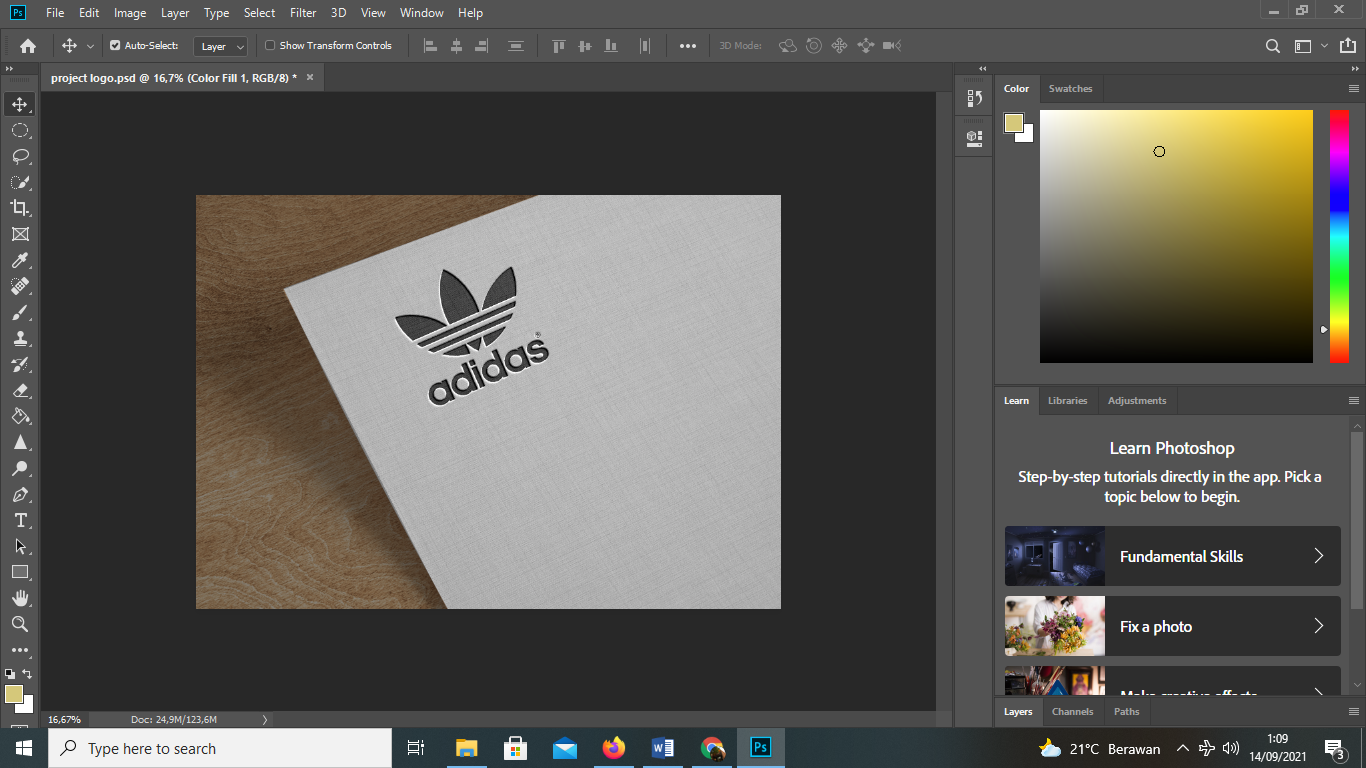 Ps File Edit Image Layer Type Select Filter 3D View Window Help
Auto-Select: Layer Show Transform Controls 3D Mode:
project logo.psd @ 16,7% (Color Fill 1, RGB/8) *
Color Swatches
adidas
®
Learn Libraries Adjustments
Learn Photoshop
Step-by-step tutorials directly in the app. Pick a
topic below to begin.
Fundamental Skills
Fix a photo
Make creative effects
Layers Channels Paths
16,67% Doc: 24,9M/123,6M
Type here to search
W
Ps
21°C Berawan
1:09
14/09/2021
3